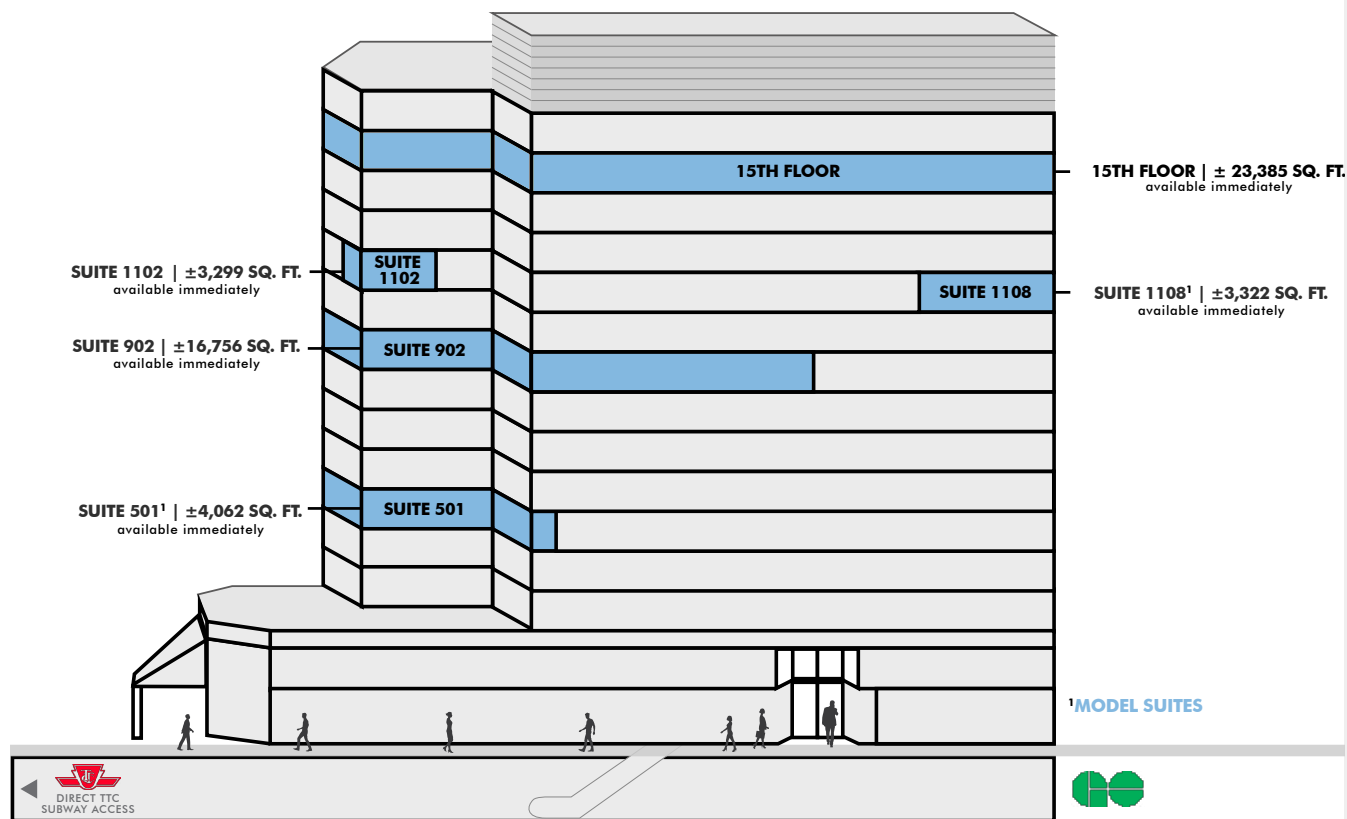 15TH FLOOR
15TH FLOOR | ± 23,385 SQ. FT.
available immediately
SUITE 1102 | ±3,299 SQ. FT.
available immediately
SUITE
1102
SUITE 1108
SUITE 1108¹ | ±3,322 SQ. FT.
available immediately
SUITE 902 | ±16,756 SQ. FT.
available immediately
SUITE 902
SUITE 501¹ | ±4,062 SQ. FT.
available immediately
SUITE 501
¹MODEL SUITES
TTC
DIRECT TTC
SUBWAY ACCESS
GO